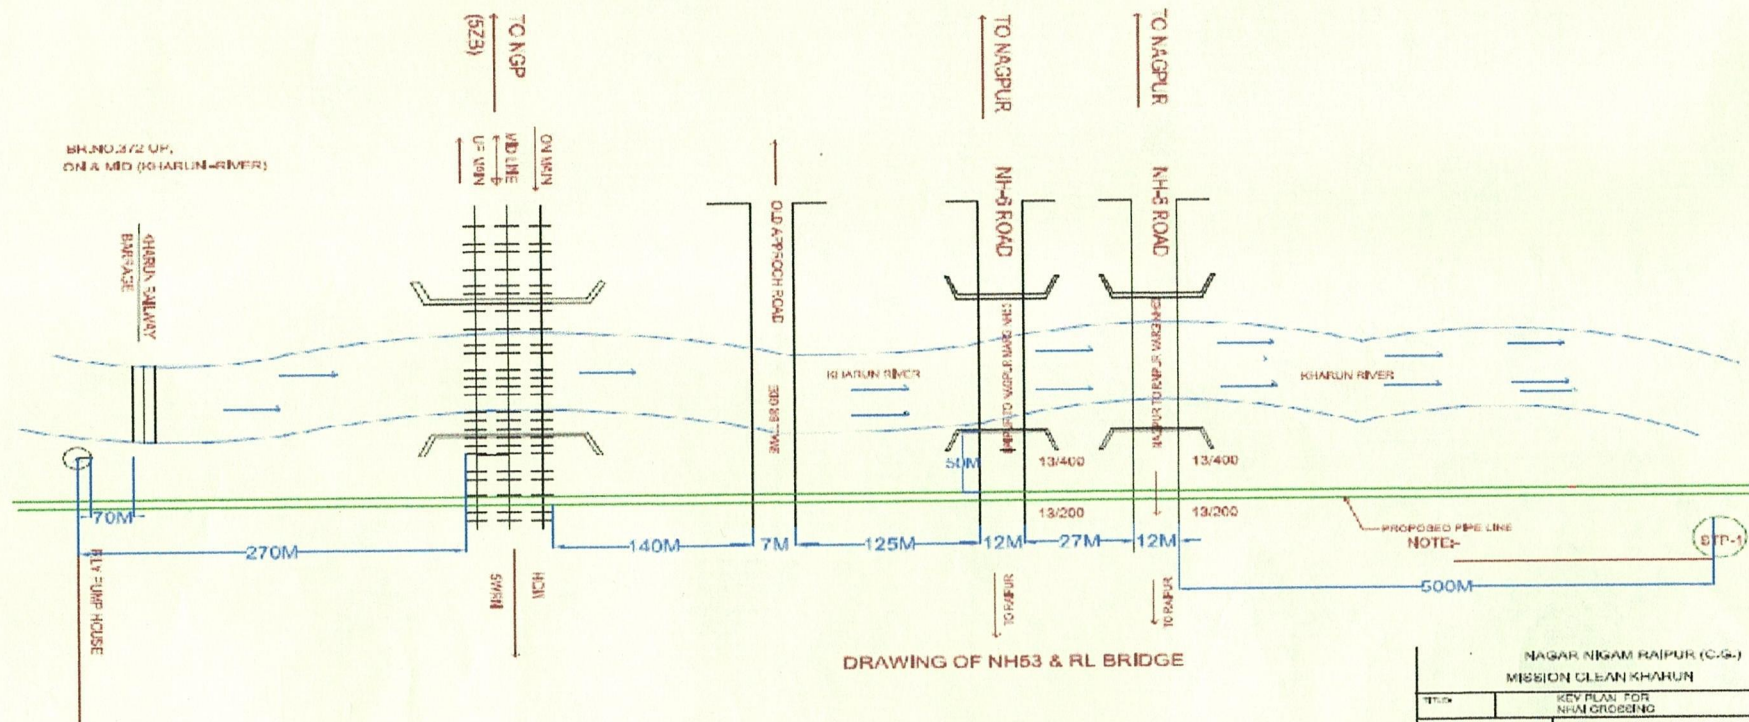 TO NGP
(5ZB)
TO NAGPUR
TO NAGPUR
BR.NO.372 UP,
ON & MID (KHARUN-RIVER)
UP MAIN
MID LINE
ON MAIN
KHARUN RAILWAY
BARRAGE
OLD APPROCH ROAD
NH-6 ROAD
NH-6 ROAD
KHARUN RIVER
KHARUN RIVER
50M
13/400
13/400
13/200
13/200
70M
270M
140M
7M
125M
12M
27M
12M
500M
PROPOSED PIPE LINE
NOTE:-
STP-1
RLY PUMP HOUSE
TO RAIPUR
TO RAIPUR
DRAWING OF NH53 & RL BRIDGE
NAGAR NIGAM RAIPUR (C.G.)
MISSION CLEAN KHARUN
TITLE:-
KEY PLAN FOR
NHAI CROSSING